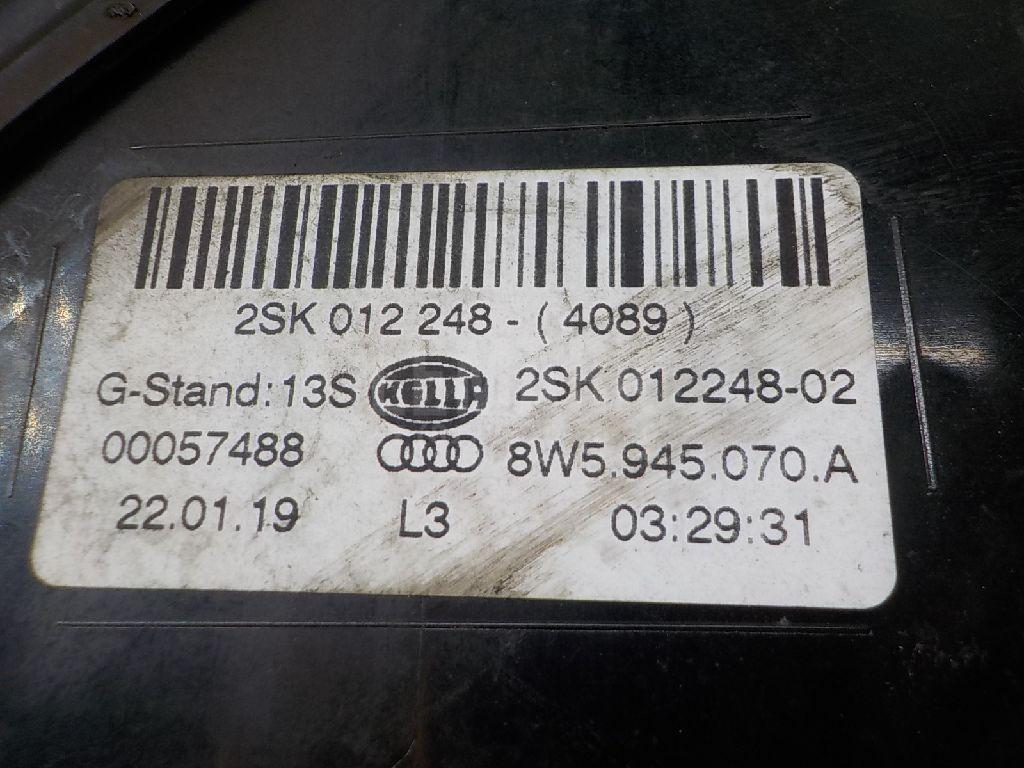 2SK 012 248 - ( 4089 )
G-Stand: 13S HELLA 2SK 012248-02
00057488 8W5.945.070.A
22.01.19 L3 03:29:31